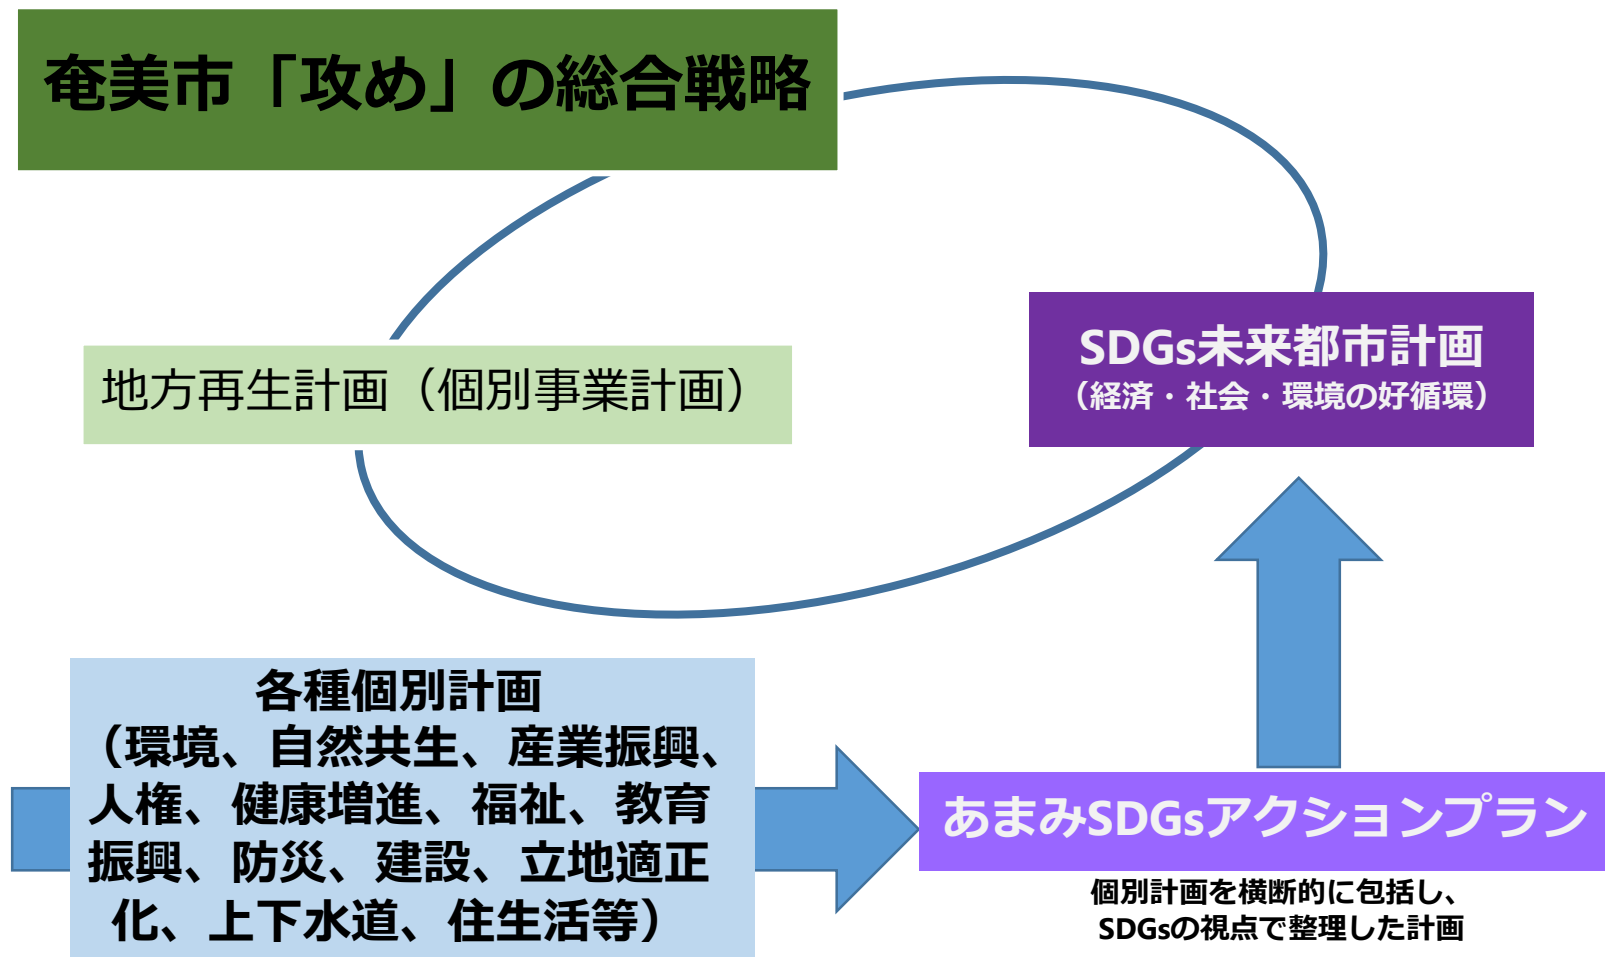 奄美市「攻め」の総合戦略
地方再生計画（個別事業計画）
SDGs未来都市計画
（経済・社会・環境の好循環）
各種個別計画
（環境、自然共生、産業振興、
人権、健康増進、福祉、教育
振興、防災、建設、立地適正
化、上下水道、住生活等）
あまみSDGsアクションプラン
個別計画を横断的に包括し、
SDGsの視点で整理した計画